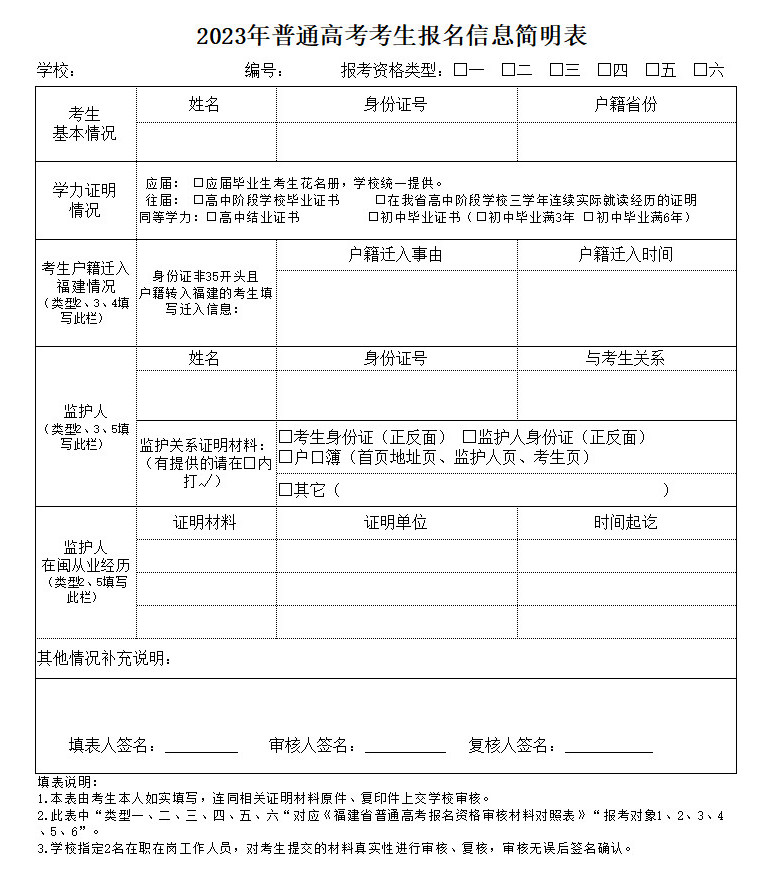 2023年普通高考考生报名信息简明表
学校： 编号： 报考资格类型：□一 □二 □三 □四 □五 □六
考生
基本情况
姓名 身份证号 户籍省份
学力证明
情况
应届： □应届毕业生考生花名册，学校统一提供。
往届： □高中阶段学校毕业证书 □在我省高中阶段学校三学年连续实际就读经历的证明
同等学力：□高中结业证书 □初中毕业证书（□初中毕业满3年 □初中毕业满6年）
考生户籍迁入
福建情况
（类型2、3、4填
写此栏）
身份证非35开头且
户籍转入福建的考生填
写迁入信息：
户籍迁入事由 户籍迁入时间
监护人
（类型2、3、5填
写此栏）
姓名 身份证号 与考生关系
监护关系证明材料：
（有提供的请在□内
打√）
□考生身份证（正反面） □监护人身份证（正反面）
□户口簿（首页地址页、监护人页、考生页）
□其它（ ）
监护人
在闽从业经历
（类型2、5填写
此栏）
证明材料 证明单位 时间起讫
其他情况补充说明：
填表人签名：_________ 审核人签名：_________ 复核人签名：__________
填表说明：
1.本表由考生本人如实填写，连同相关证明材料原件、复印件上交学校审核。
2.此表中“类型一、二、三、四、五、六“对应《福建省普通高考报名资格审核材料对照表》“报考对象1、2、3、4
、5、6”。
3.学校指定2名在职在岗工作人员，对考生提交的材料真实性进行审核、复核，审核无误后签名确认。